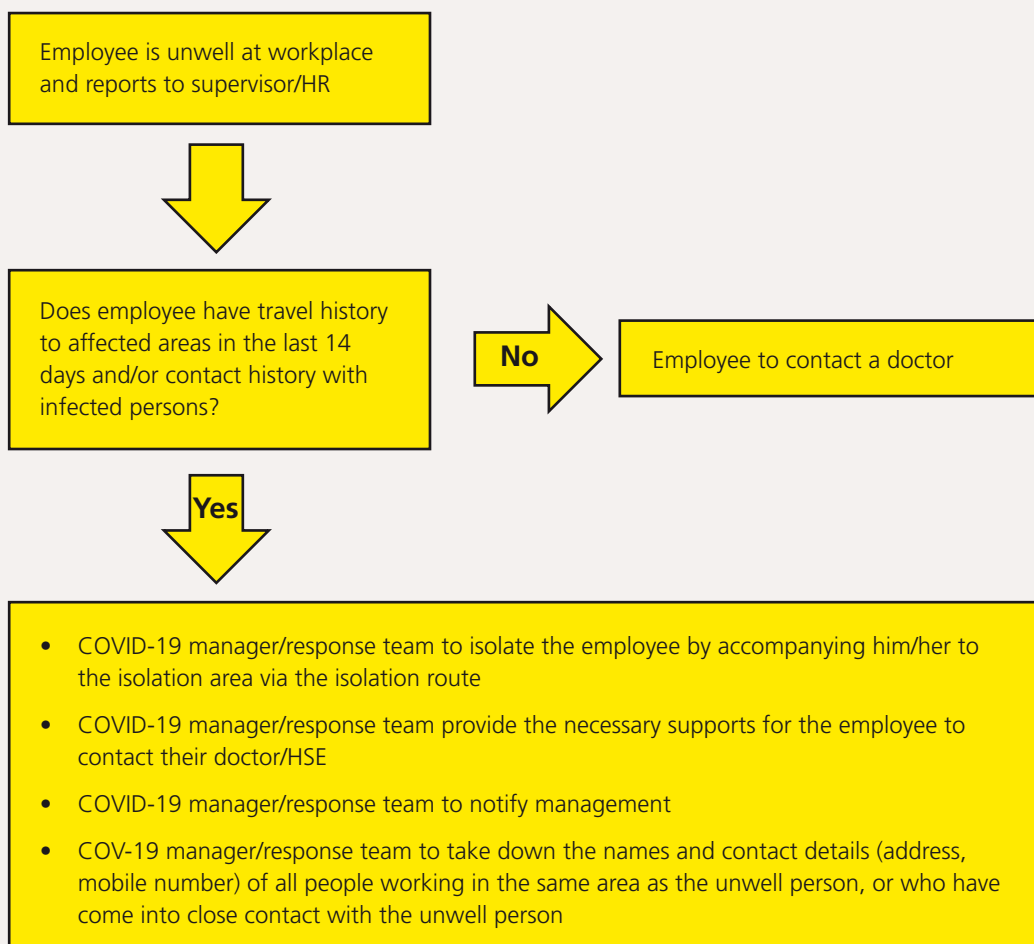 Employee is unwell at workplace
and reports to supervisor/HR
Does employee have travel history
to affected areas in the last 14
days and/or contact history with
infected persons?
No
Employee to contact a doctor
Yes
• COVID-19 manager/response team to isolate the employee by accompanying him/her to
the isolation area via the isolation route
• COVID-19 manager/response team provide the necessary supports for the employee to
contact their doctor/HSE
• COVID-19 manager/response team to notify management
• COV-19 manager/response team to take down the names and contact details (address,
mobile number) of all people working in the same area as the unwell person, or who have
come into close contact with the unwell person